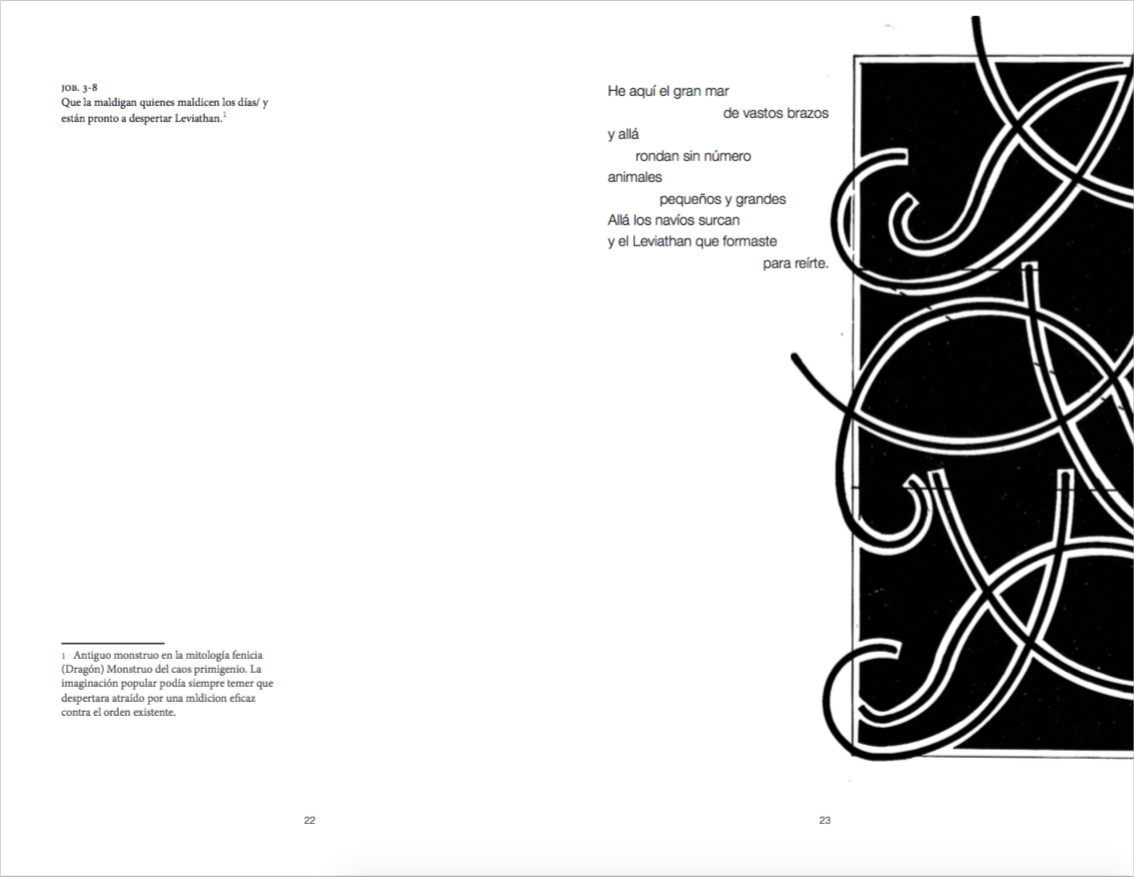 JOB. 3-8
Que la maldigan quienes maldicen los días/ y
están pronto a despertar Leviathan.¹
1 Antiguo monstruo en la mitología fenicia
(Dragón) Monstruo del caos primigenio. La
imaginación popular podía siempre temer que
despertara atraído por una mldicion eficaz
contra el orden existente.
22
He aquí el gran mar
de vastos brazos
y allá
rondan sin número
animales
pequeños y grandes
Allá los navíos surcan
y el Leviathan que formaste
para reírte.
23